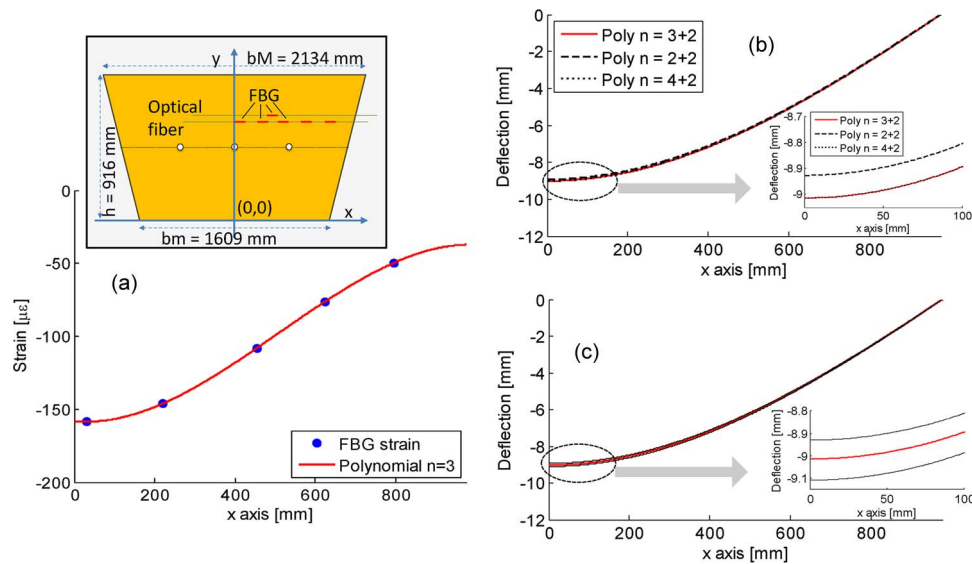 y bM = 2134 mm
FBG
Optical
fiber
h = 916 mm
(0,0)
x
bm = 1609 mm
(a)
0
-50
-100
-150
-200
Strain [με]
FBG strain
Polynomial n=3
0 200 400 600 800
x axis [mm]
(b)
Poly n = 3+2
Poly n = 2+2
Poly n = 4+2
0
-2
-4
-6
-8
-10
-12
Deflection [mm]
0 200 400 600 800
x axis [mm]
-8.7
-8.8
-8.9
-9
Deflection [mm]
Poly n = 3+2
Poly n = 2+2
Poly n = 4+2
0 50 100
x axis [mm]
(c)
0
-2
-4
-6
-8
-10
-12
Deflection [mm]
0 200 400 600 800
x axis [mm]
-8.8
-8.9
-9
-9.1
Deflection [mm]
0 50 100
x axis [mm]